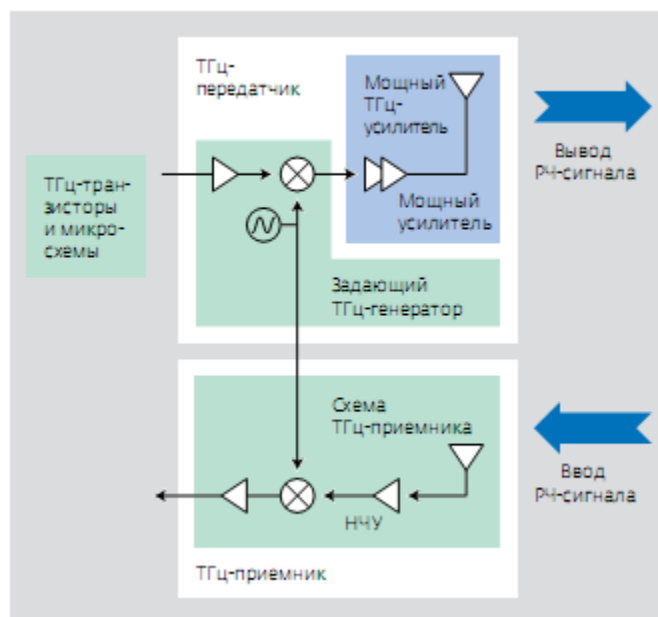 ТГц-
передатчик
Мощный
ТГц-
усилитель
Вывод
РЧ-сигнала
ТГц-тран-
зисторы
и микро-
схемы
Мощный
усилитель
Задающий
ТГц-генератор
Схема
ТГц-приемника
Ввод
РЧ-сигнала
НЧУ
ТГц-приемник